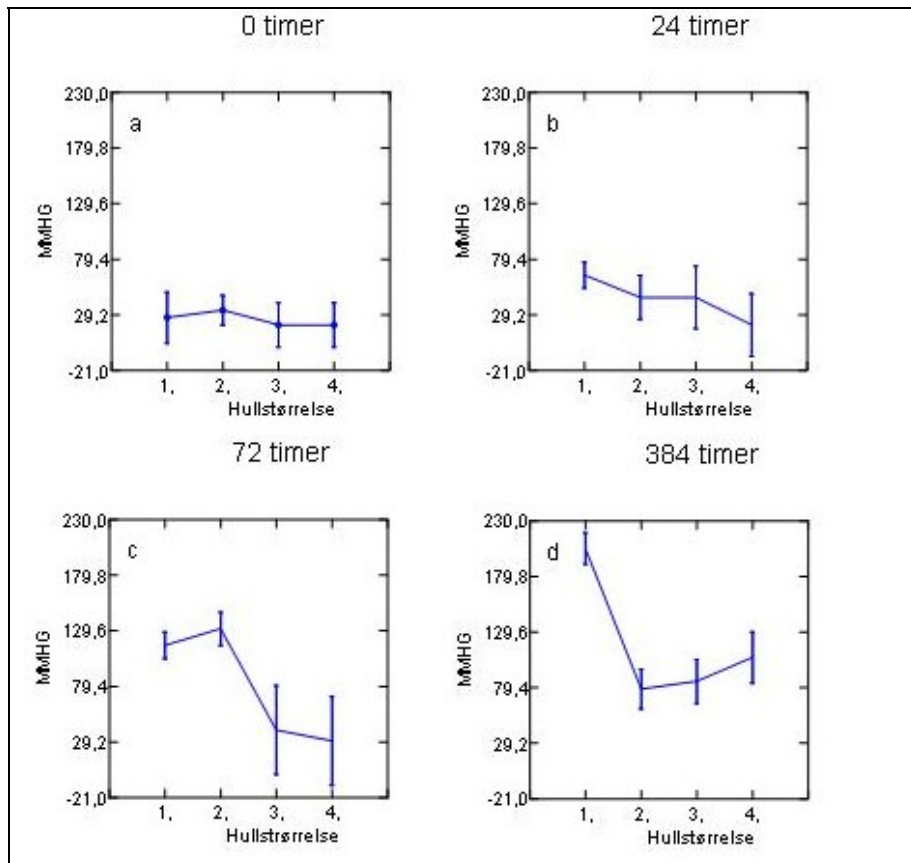 0 timer
24 timer
a
230,0
179,8
129,6
79,4
29,2
-21,0
MMHG
1, 2, 3, 4,
Hullstørrelse
b
230,0
179,8
129,6
79,4
29,2
-21,0
MMHG
1, 2, 3, 4,
Hullstørrelse
72 timer
384 timer
c
230,0
179,8
129,6
79,4
29,2
-21,0
MMHG
1, 2, 3, 4,
Hullstrørrelse
d
230,0
179,8
129,6
79,4
29,2
-21,0
MMHG
1, 2, 3, 4,
Hullstørrelse